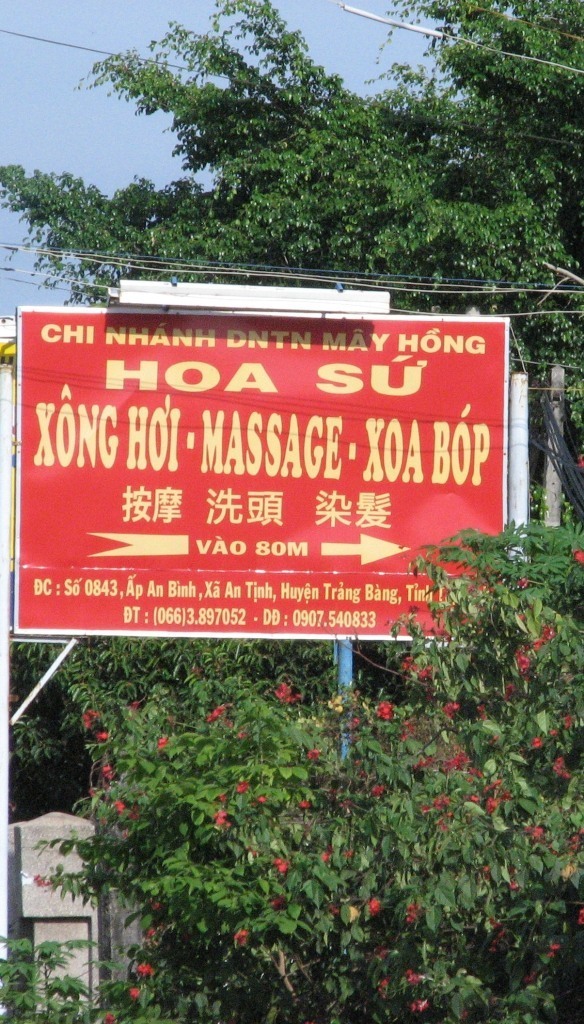 CHI NHÁNH DNTN MÂY HỒNG
HOA SỨ
XÔNG HƠI - MASSAGE - XOA BÓP
按摩 洗頭 染髮
VÀO 80M
ĐC : Số 0843, Ấp An Bình, Xã An Tịnh, Huyện Trảng Bàng, Tỉnh
ĐT : (066)3.897052 - DĐ : 0907.540833